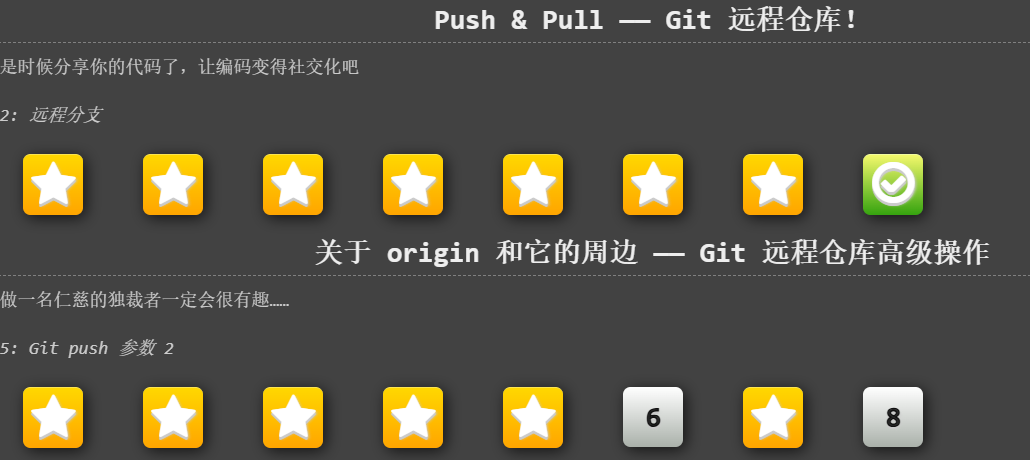 Push & Pull —— Git 远程仓库！
是时候分享你的代码了，让编码变得社交化吧
2: 远程分支
关于 origin 和它的周边 —— Git 远程仓库高级操作
做一名仁慈的独裁者一定会很有趣……
5: Git push 参数 2
6 8